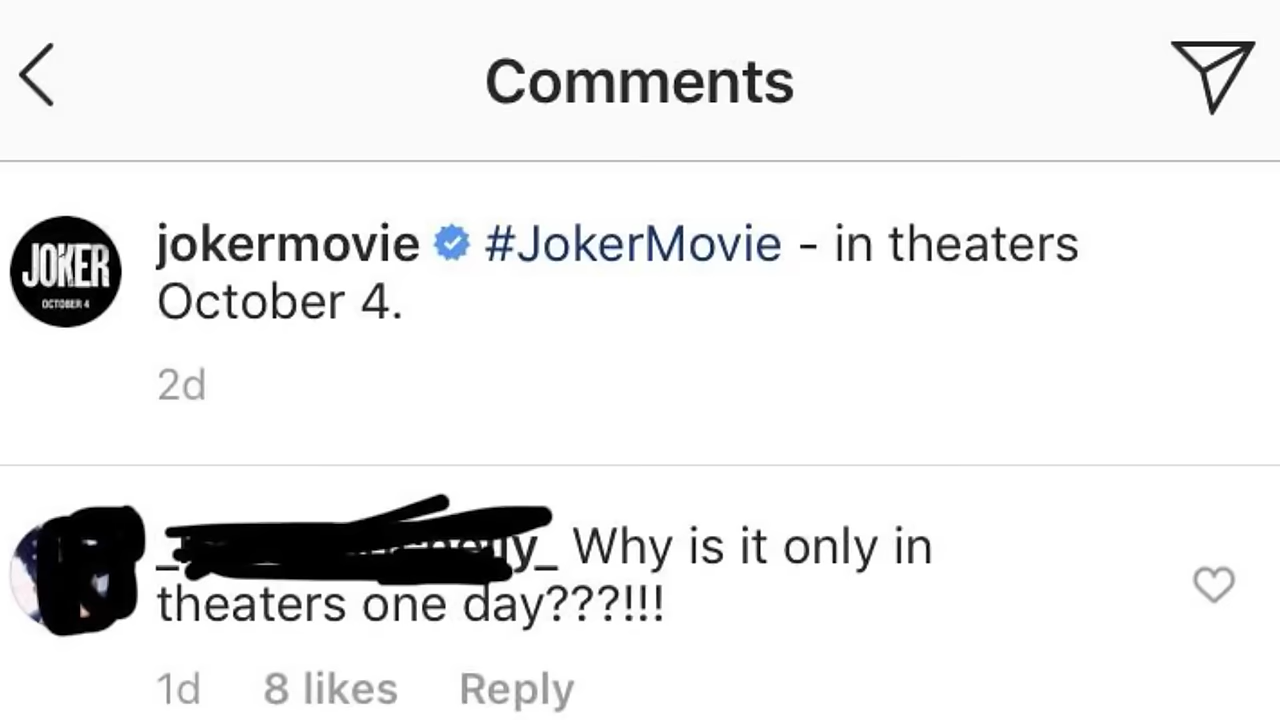 Comments
JOKER
OCTOBER 4
jokermovie #JokerMovie - in theaters
October 4.
2d
Why is it only in
theaters one day???!!!
1d 8 likes Reply